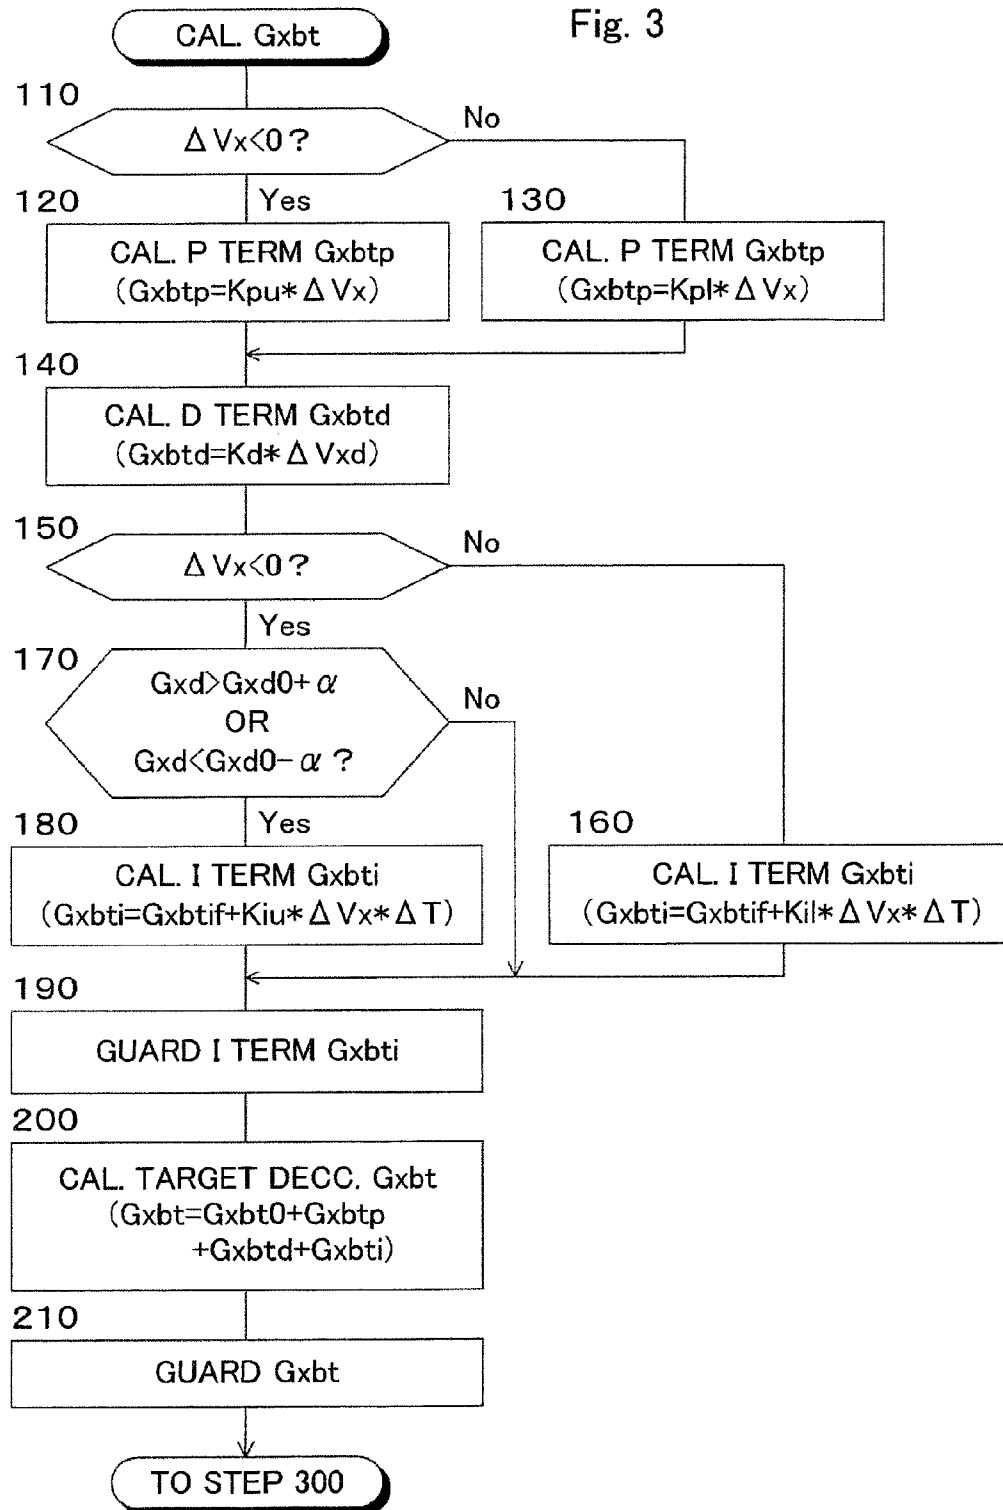 Fig. 3
CAL. Gxbt
110
ΔVx<0?
No
Yes
120
CAL. P TERM Gxbtp
(Gxbtp=Kpu*ΔVx)
130
CAL. P TERM Gxbtp
(Gxbtp=Kpl*ΔVx)
140
CAL. D TERM Gxbtd
(Gxbtd=Kd*ΔVxd)
150
ΔVx<0?
No
Yes
170
Gxd>Gxd0+α
OR
Gxd<Gxd0-α?
No
Yes
180
CAL. I TERM Gxbti
(Gxbti=Gxbtif+Kiu*ΔVx*ΔT)
160
CAL. I TERM Gxbti
(Gxbti=Gxbtif+Kil*ΔVx*ΔT)
190
GUARD I TERM Gxbti
200
CAL. TARGET DECC. Gxbt
(Gxbt=Gxbt0+Gxbtp
+Gxbtd+Gxbti)
210
GUARD Gxbt
TO STEP 300